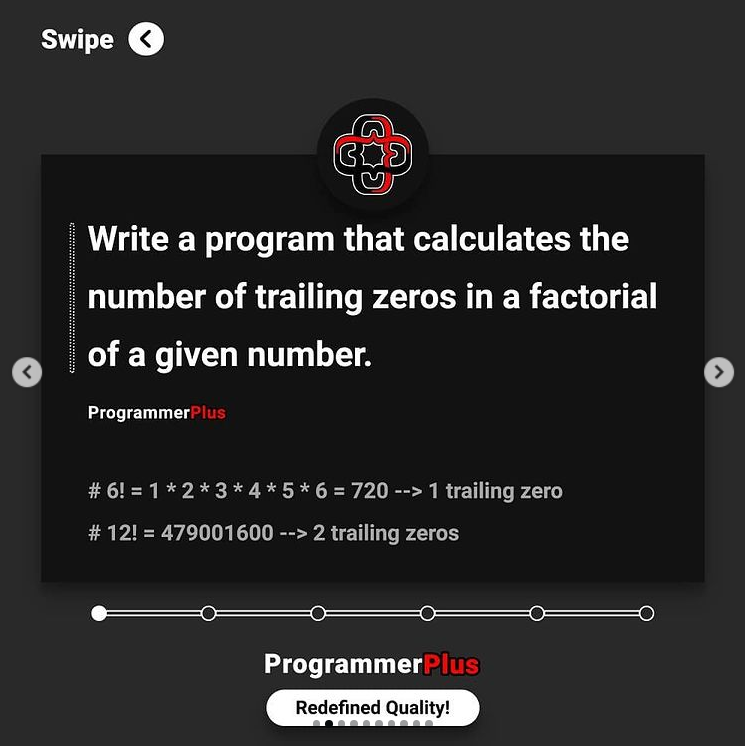 Swipe
Write a program that calculates the
number of trailing zeros in a factorial
of a given number.
ProgrammerPlus
# 6! = 1 * 2 * 3 * 4 * 5 * 6 = 720 --> 1 trailing zero
# 12! = 479001600 --> 2 trailing zeros
ProgrammerPlus
Redefined Quality!